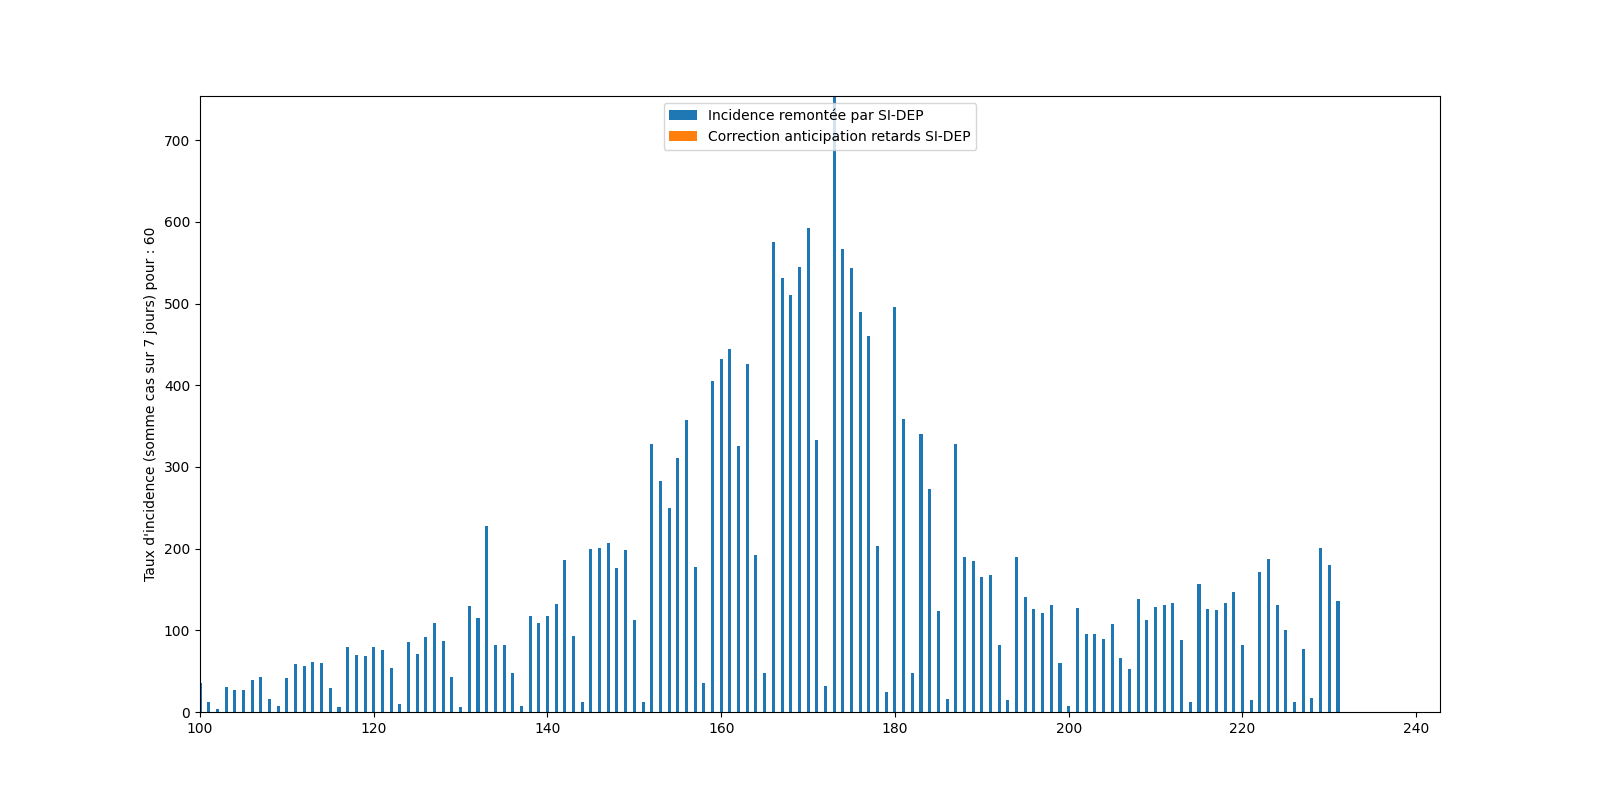 Incidence remontée par SI-DEP
Correction anticipation retards SI-DEP
Taux d'incidence (somme cas sur 7 jours) pour : 60
700
600
500
400
300
200
100
0
100 120 140 160 180 200 220 240